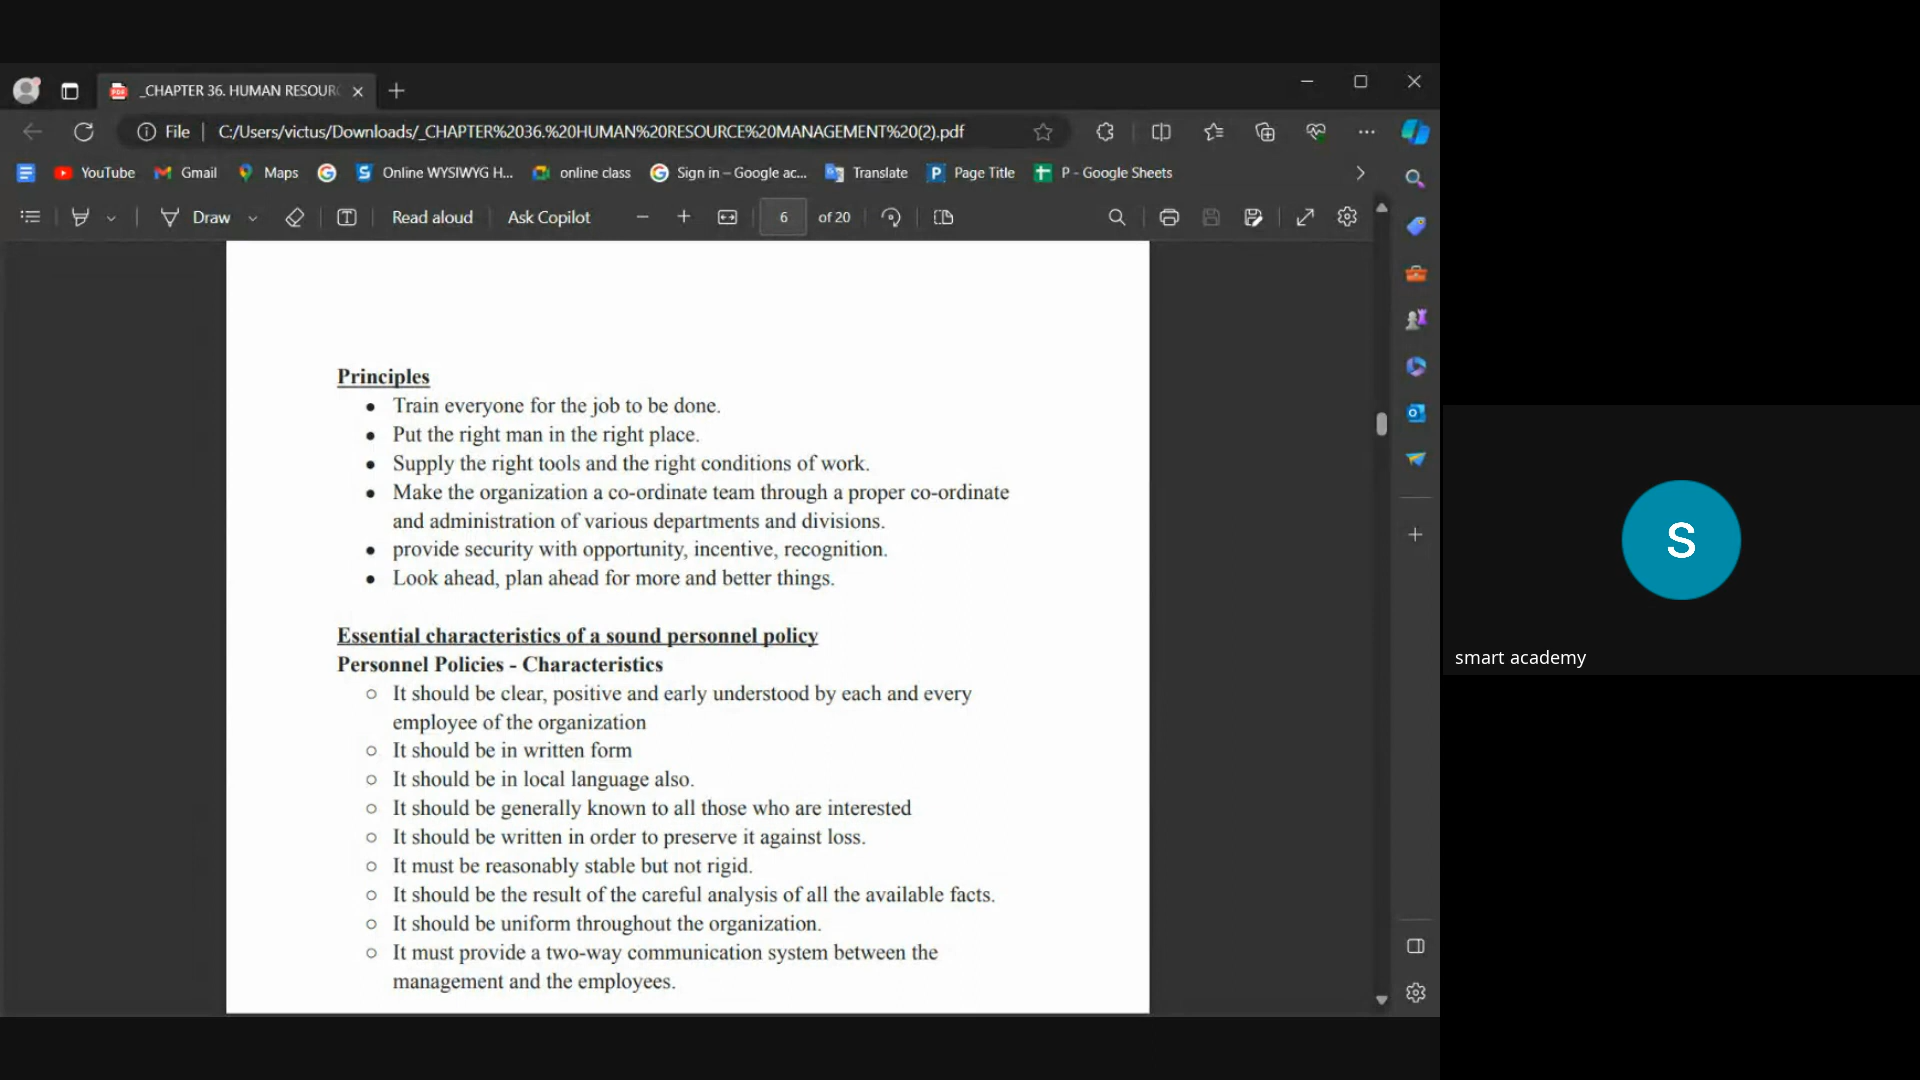 _CHAPTER 36. HUMAN RESOUR
File
C:/Users/victus/Downloads/_CHAPTER%2036.%20HUMAN%20RESOURCE%20MANAGEMENT%20(2).pdf
YouTube Gmail Maps Online WYSIWYG H... online class Sign in – Google ac... Translate Page Title P - Google Sheets
Draw Read aloud Ask Copilot 6 of 20
Principles
Train everyone for the job to be done.
Put the right man in the right place.
Supply the right tools and the right conditions of work.
Make the organization a co-ordinate team through a proper co-ordinate
and administration of various departments and divisions.
provide security with opportunity, incentive, recognition.
Look ahead, plan ahead for more and better things.
Essential characteristics of a sound personnel policy
Personnel Policies - Characteristics
It should be clear, positive and early understood by each and every
employee of the organization
It should be in written form
It should be in local language also.
It should be generally known to all those who are interested
It should be written in order to preserve it against loss.
It must be reasonably stable but not rigid.
It should be the result of the careful analysis of all the available facts.
It should be uniform throughout the organization.
It must provide a two-way communication system between the
management and the employees.
S
smart academy